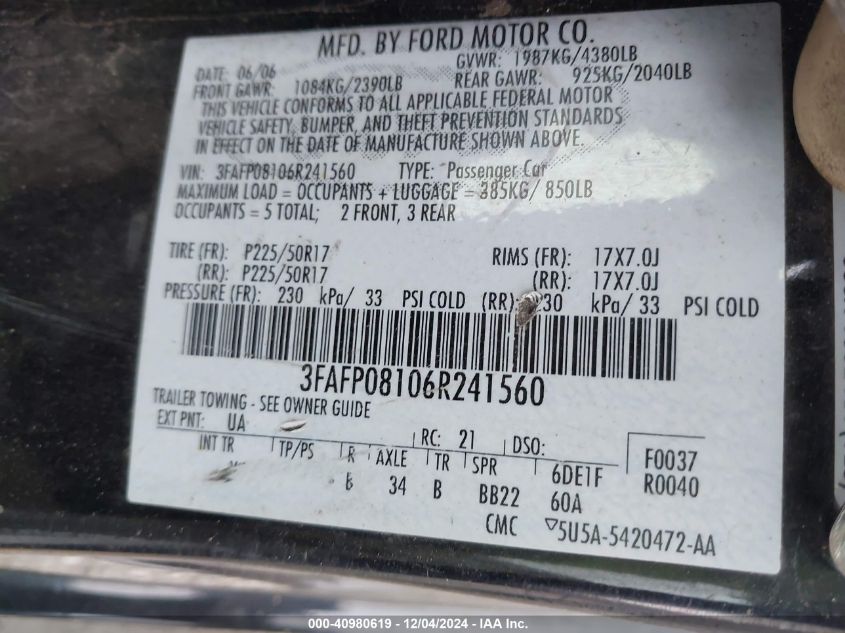 MFD. BY FORD MOTOR CO.
DATE: 06/06 GVWR: 1987KG/4380LB
FRONT GAWR: 1084KG/2390LB REAR GAWR: 925KG/2040LB
THIS VEHICLE CONFORMS TO ALL APPLICABLE FEDERAL MOTOR
VEHICLE SAFETY, BUMPER, AND THEFT PREVENTION STANDARDS
IN EFFECT ON THE DATE OF MANUFACTURE SHOWN ABOVE.
VIN: 3FAFP08106R241560 TYPE: Passenger Car
MAXIMUM LOAD = OCCUPANTS + LUGGAGE = 385KG/ 850LB
OCCUPANTS = 5 TOTAL; 2 FRONT, 3 REAR
TIRE (FR): P225/50R17 RIMS (FR): 17X7.0J
(RR): P225/50R17 (RR): 17X7.0J
PRESSURE (FR): 230 kPa/ 33 PSI COLD (RR): 30 kPa/ 33 PSI COLD
3FAFP08106R241560
TRAILER TOWING - SEE OWNER GUIDE
EXT PNT: UA RC: 21 DSO:
INT TR TP/PS R AXLE TR SPR 6DE1F F0037
34 B BB22 60A R0040
CMC ▽5U5A-5420472-AA
000-40980619 - 12/04/2024 - IAA Inc.